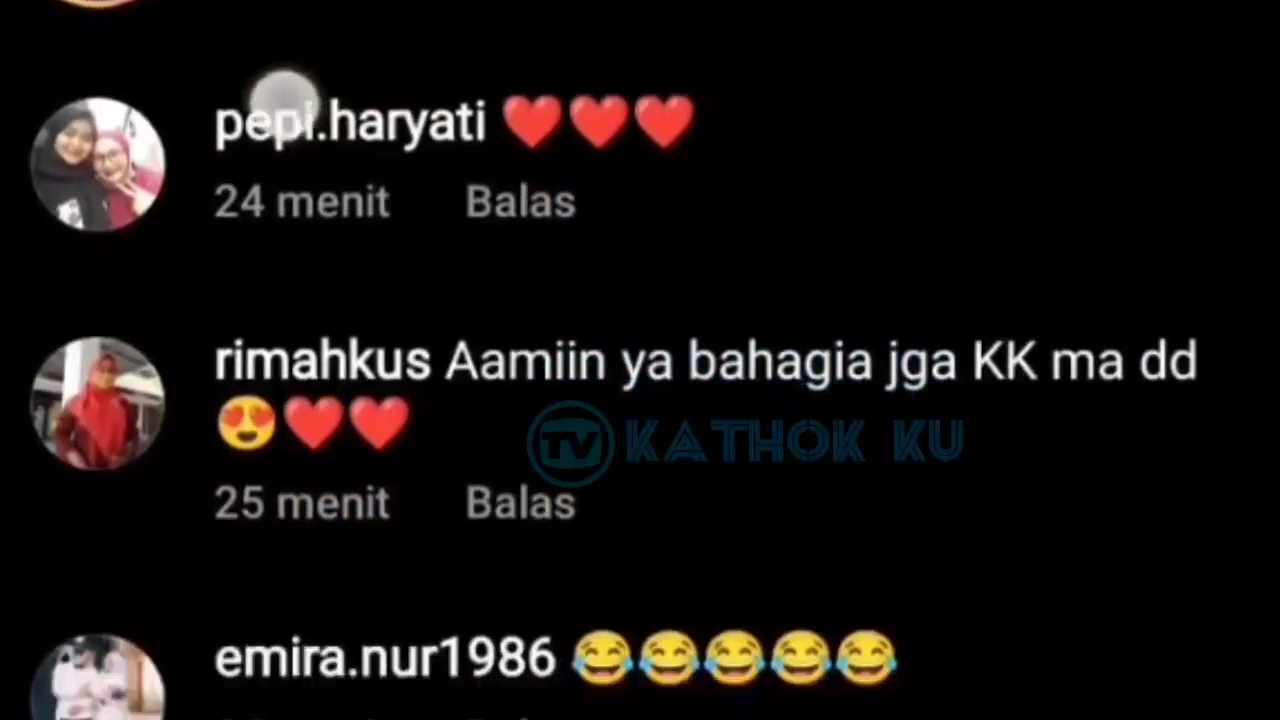 pepi.haryati ❤️❤️❤️
24 menit Balas
rimahkus Aamiin ya bahagia jga KK ma dd
😍❤️❤️
25 menit Balas
TV KATHOK KU
emira.nur1986 😂😂😂😂😂